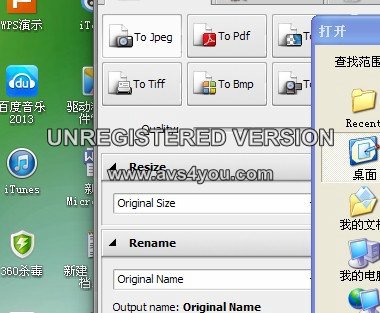 WPS演示
百度音乐
2013
iTunes
360杀毒
驱动
件
新
Micros
新建
档
To Jpeg
To Pdf
To Tiff
To Bmp
Quality
UNREGISTERED VERSION
www.avs4you.com
Resize
Original Size
Rename
Original Name
Output name: Original Name
打开
查找范围
Recent
桌面
我的文档
我的电脑